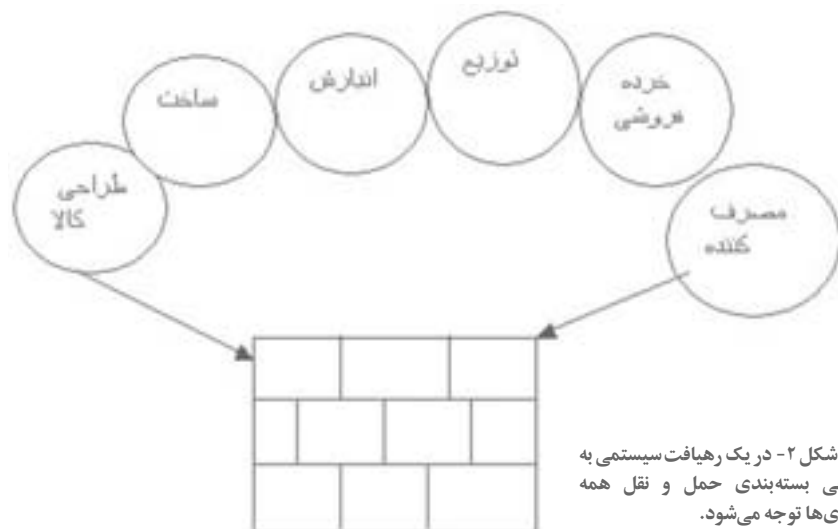 خرده
فروشی
توزیع
انبارش
ساخت
طراحی
کالا
مصرف
کننده
شکل ۲- در یک رهیافت سیستمی به
بسته‌بندی حمل و نقل همه
توجه می‌شود.